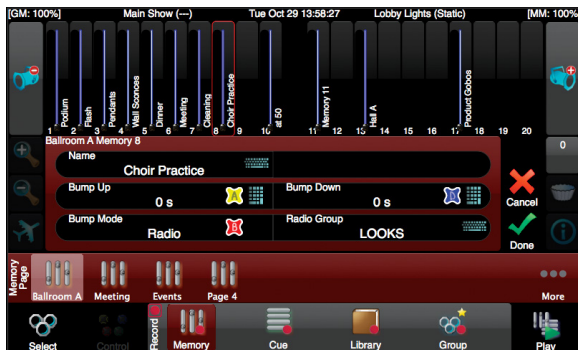 [GM: 100%] Main Show (---) Tue Oct 29 13:58:27 Lobby Lights (Static) [MM: 100%]
Podium
Flash
Pendants
Wall Sconces
Dinner
Meeting
Cleaning
Choir Practice
at 50
Memory 11
Hall A
Product Gobos
1 2 3 4 5 6 7 8 9 10 11 12 13 14 15 16 17 18 19 20
Ballroom A Memory 8
Name
Choir Practice
0
Bump Up
0 s
A
Bump Down
0 s
D
Cancel
Bump Mode
Radio
B
Radio Group
LOOKS
Done
Memory Page
Ballroom A Meeting Events Page 4 More
Select Control Record Memory Cue Library Group Play